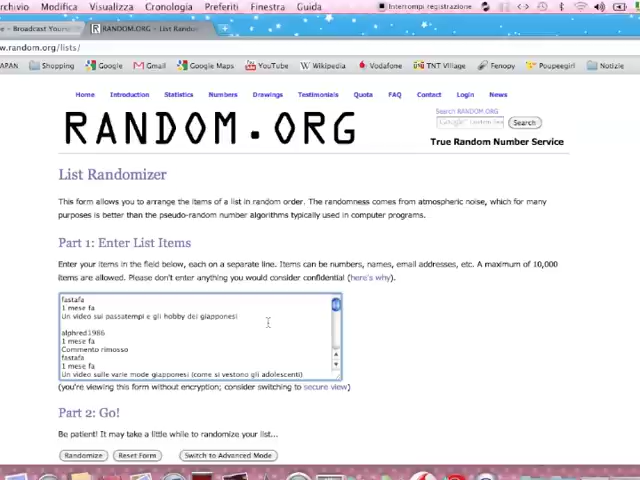 Archivio Modifica Visualizza Cronologia Preferiti Finestra Guida Interrompi registrazione
– Broadcast Yourse... RANDOM.ORG – List Random
w.random.org/lists/
APAN Shopping Google Gmail Google Maps YouTube Wikipedia Vodafone TNT Village Fenopy Poupeegirl Notizie
Home Introduction Statistics Numbers Drawings Testimonials Quota FAQ Contact Login News
Search RANDOM.ORG
RANDOM.ORG
Search
True Random Number Service
List Randomizer
This form allows you to arrange the items of a list in random order. The randomness comes from atmospheric noise, which for many
purposes is better than the pseudo-random number algorithms typically used in computer programs.
Part 1: Enter List Items
Enter your items in the field below, each on a separate line. Items can be numbers, names, email addresses, etc. A maximum of 10,000
items are allowed. Please don't enter anything you would consider confidential (here's why).
fastafa
1 mese fa
Un video sui passatempi e gli hobby dei giapponesi
alphred1986
1 mese fa
Commento rimosso
fastafa
1 mese fa
Un video sulle varie mode giapponesi (come si vestono gli adolescenti)
(you're viewing this form without encryption; consider switching to secure view)
Part 2: Go!
Be patient! It may take a little while to randomize your list...
Randomize Reset Form Switch to Advanced Mode